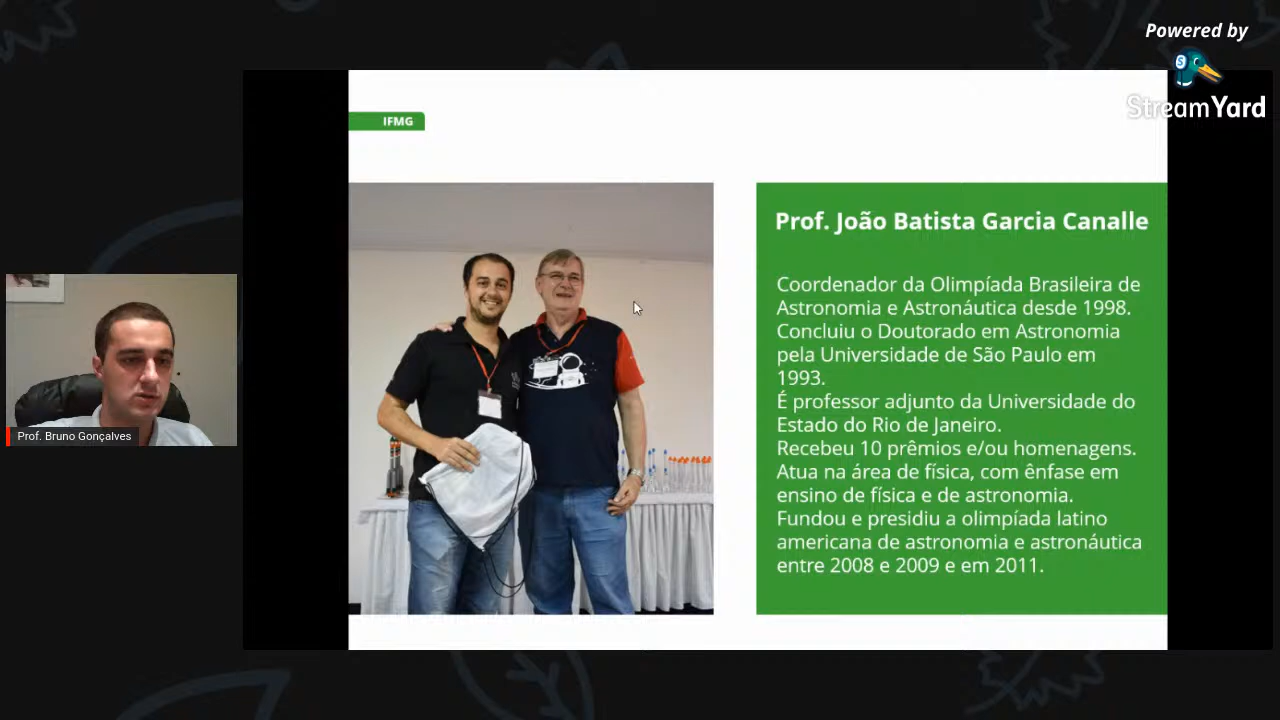 Powered by
StreamYard
IFMG
Prof. João Batista Garcia Canalle
Coordenador da Olimpíada Brasileira de
Astronomia e Astronáutica desde 1998.
Concluiu o Doutorado em Astronomia
pela Universidade de São Paulo em
1993.
É professor adjunto da Universidade do
Estado do Rio de Janeiro.
Recebeu 10 prêmios e/ou homenagens.
Atua na área de física, com ênfase em
ensino de física e de astronomia.
Fundou e presidiu a olimpíada latino
americana de astronomia e astronáutica
entre 2008 e 2009 e em 2011.
Prof. Bruno Gonçalves